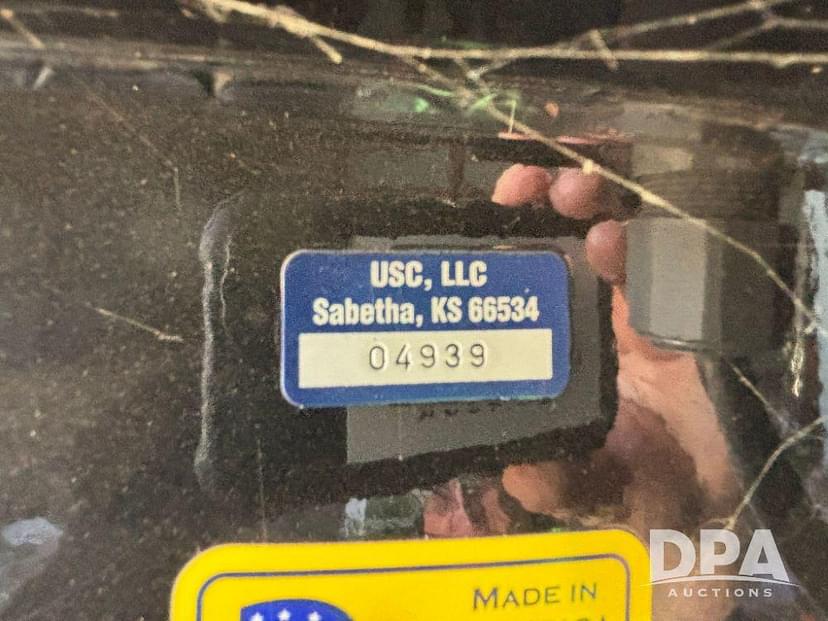 USC, LLC
Sabetha, KS 66534
04939
MADE IN
DPA
AUCTIONS